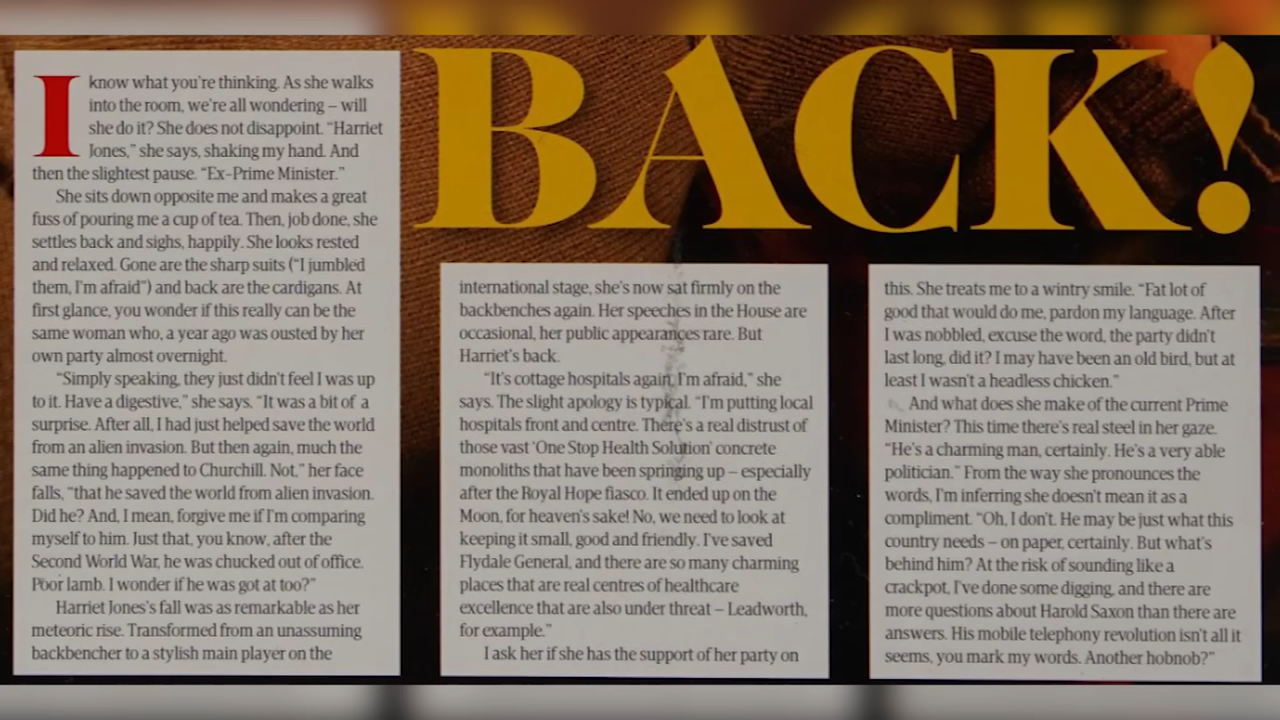 BACK!
I know what you're thinking. As she walks
into the room, we're all wondering – will
she do it? She does not disappoint. “Harriet
Jones,” she says, shaking my hand. And
then the slightest pause. “Ex-Prime Minister.”
She sits down opposite me and makes a great
fuss of pouring me a cup of tea. Then, job done, she
settles back and sighs, happily. She looks rested
and relaxed. Gone are the sharp suits (“I jumbled
them, I'm afraid”) and back are the cardigans. At
first glance, you wonder if this really can be the
same woman who, a year ago was ousted by her
own party almost overnight.
“Simply speaking, they just didn't feel I was up
to it. Have a digestive,” she says. “It was a bit of a
surprise. After all, I had just helped save the world
from an alien invasion. But then again, much the
same thing happened to Churchill. Not,” her face
falls, “that he saved the world from alien invasion.
Did he? And, I mean, forgive me if I'm comparing
myself to him. Just that, you know, after the
Second World War, he was chucked out of office.
Poor lamb. I wonder if he was got at too?”
Harriet Jones's fall was as remarkable as her
meteoric rise. Transformed from an unassuming
backbencher to a stylish main player on the
international stage, she's now sat firmly on the
backbenches again. Her speeches in the House are
occasional, her public appearances rare. But
Harriet's back.
“It's cottage hospitals again, I'm afraid,” she
says. The slight apology is typical. “I'm putting local
hospitals front and centre. There's a real distrust of
those vast ‘One Stop Health Solution’ concrete
monoliths that have been springing up – especially
after the Royal Hope fiasco. It ended up on the
Moon, for heaven's sake! No, we need to look at
keeping it small, good and friendly. I've saved
Flydale General, and there are so many charming
places that are real centres of healthcare
excellence that are also under threat – Leadworth,
for example.”
I ask her if she has the support of her party on
this. She treats me to a wintry smile. “Fat lot of
good that would do me, pardon my language. After
I was nobbled, excuse the word, the party didn't
last long, did it? I may have been an old bird, but at
least I wasn't a headless chicken.”
And what does she make of the current Prime
Minister? This time there's real steel in her gaze.
“He's a charming man, certainly. He's a very able
politician.” From the way she pronounces the
words, I'm inferring she doesn't mean it as a
compliment. “Oh, I don't. He may be just what this
country needs – on paper, certainly. But what's
behind him? At the risk of sounding like a
crackpot, I've done some digging, and there are
more questions about Harold Saxon than there are
answers. His mobile telephony revolution isn't all it
seems, you mark my words. Another hobnob?”